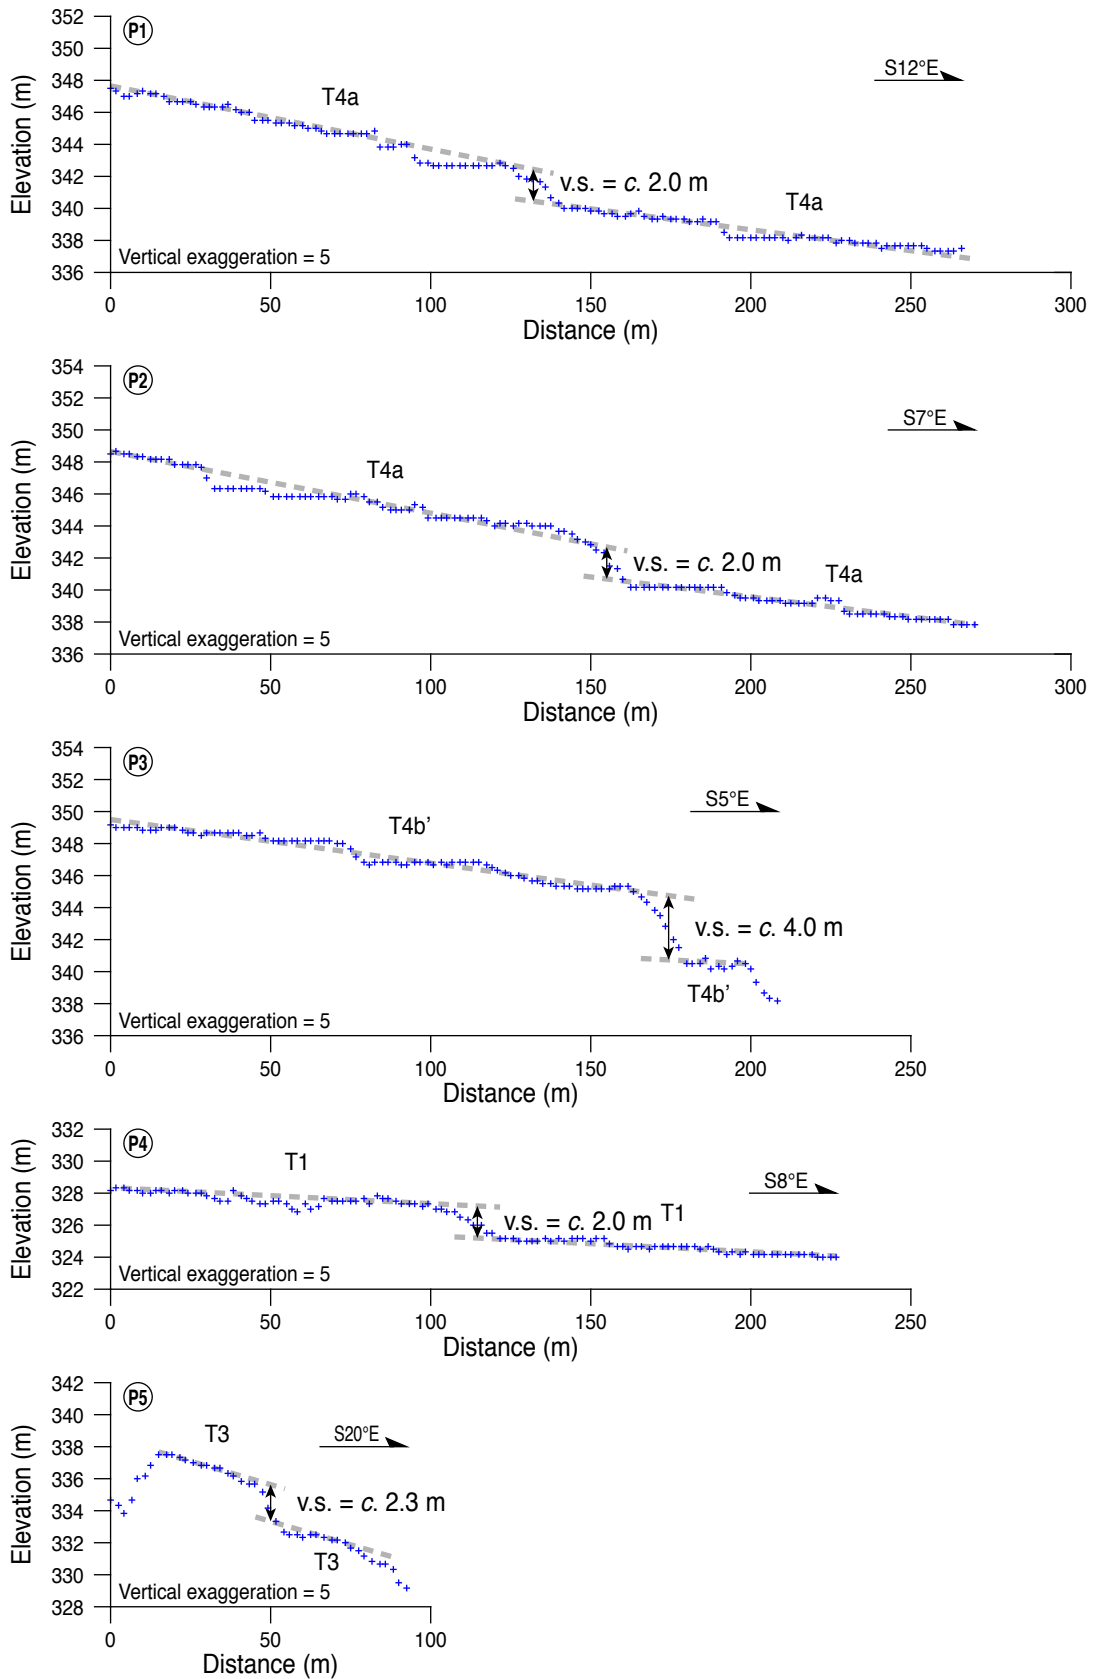 P1
352
350
348
346
344
342
340
338
336
Elevation (m)
S12°E
T4a
v.s. = c. 2.0 m
T4a
Vertical exaggeration = 5
0 50 100 150 200 250 300
Distance (m)
P2
354
352
350
348
346
344
342
340
338
336
Elevation (m)
S7°E
T4a
v.s. = c. 2.0 m
T4a
Vertical exaggeration = 5
0 50 100 150 200 250 300
Distance (m)
P3
354
352
350
348
346
344
342
340
338
336
Elevation (m)
S5°E
T4b’
v.s. = c. 4.0 m
T4b’
Vertical exaggeration = 5
0 50 100 150 200 250
Distance (m)
P4
332
330
328
326
324
322
Elevation (m)
T1
S8°E
v.s. = c. 2.0 m
T1
Vertical exaggeration = 5
0 50 100 150 200 250
Distance (m)
P5
342
340
338
336
334
332
330
328
Elevation (m)
T3
S20°E
v.s. = c. 2.3 m
T3
Vertical exaggeration = 5
0 50 100
Distance (m)